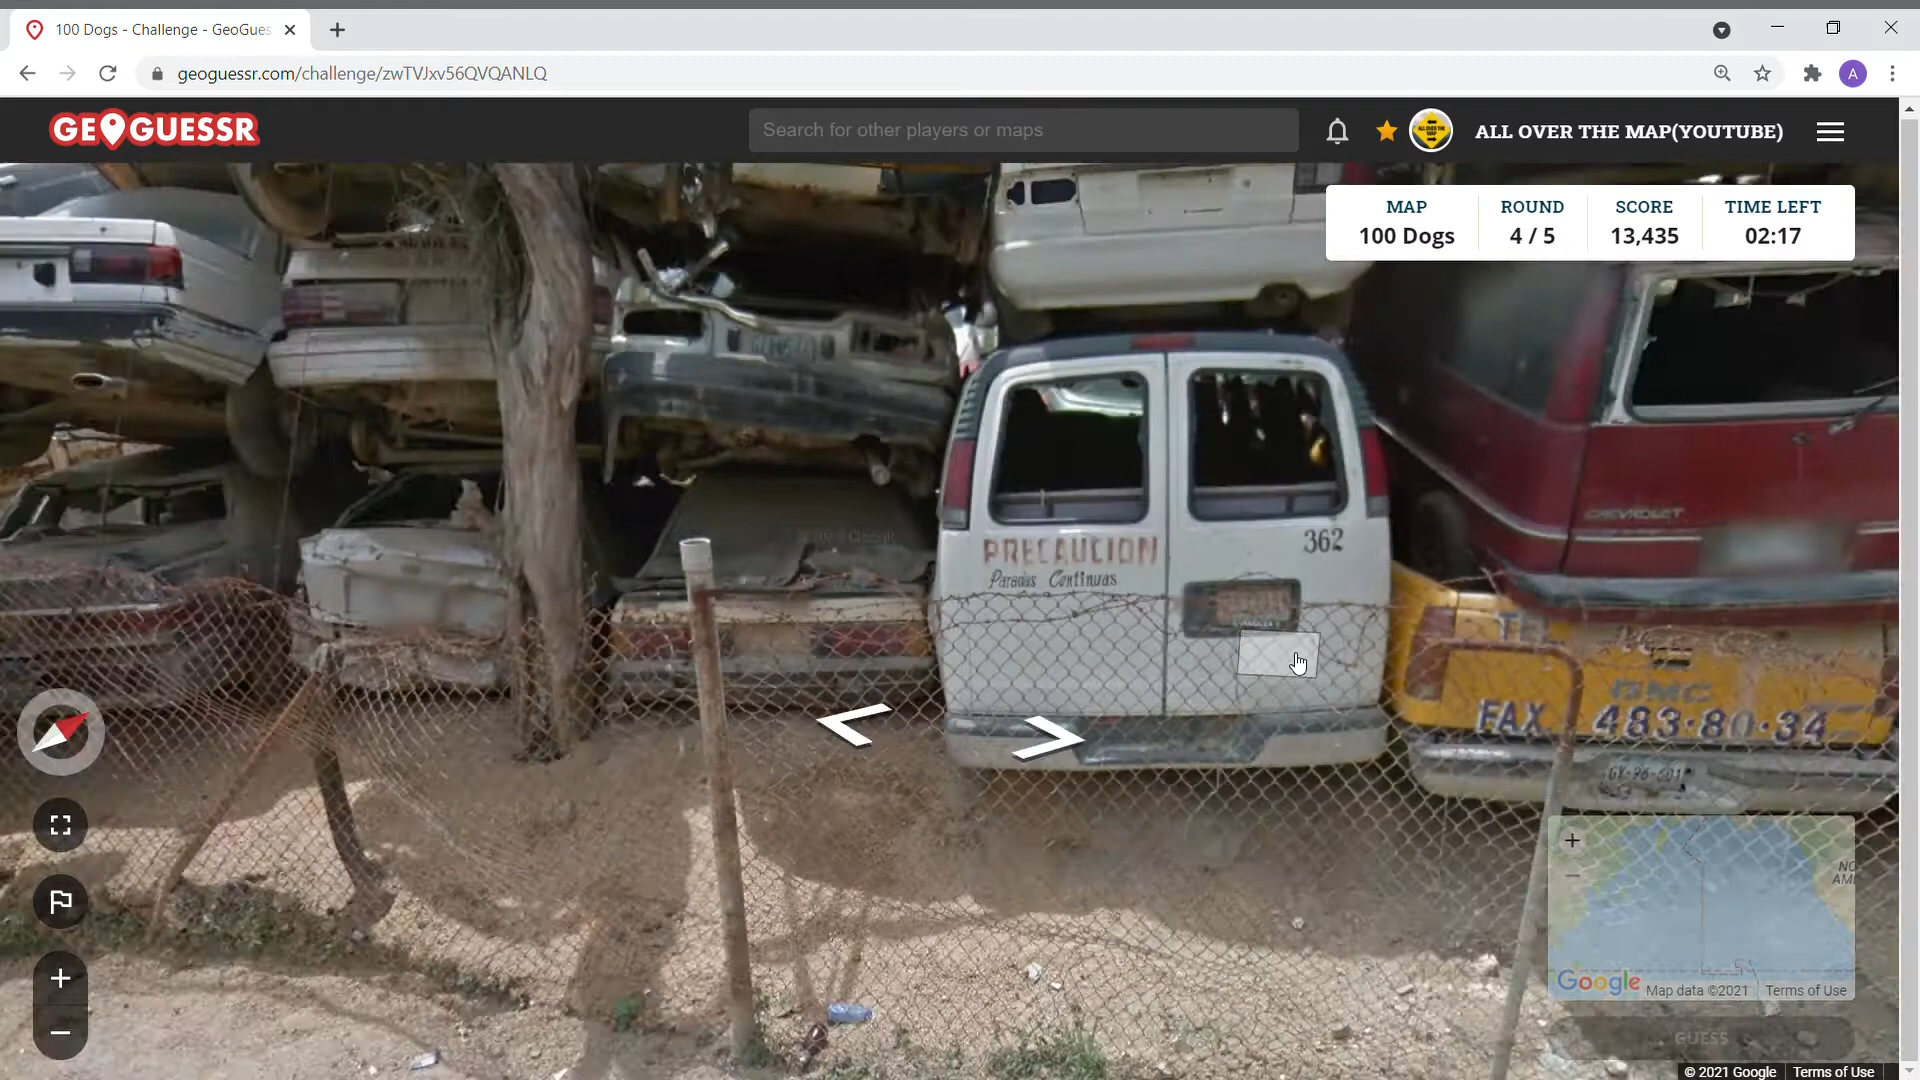 100 Dogs - Challenge - GeoGues
geoguessr.com/challenge/zwTVJxv56QVQANLQ
A
GEOGUESSR
Search for other players or maps
ALL OVER THE MAP(YOUTUBE)
MAP ROUND SCORE TIME LEFT
100 Dogs 4 / 5 13,435 02:17
CHEVROLET
362
PRECAUCION
Paradas Continuas
GMC
FAX. 483·80·34
NO
AM
Google Map data ©2021 Terms of Use
GUESS
© 2021 Google Terms of Use